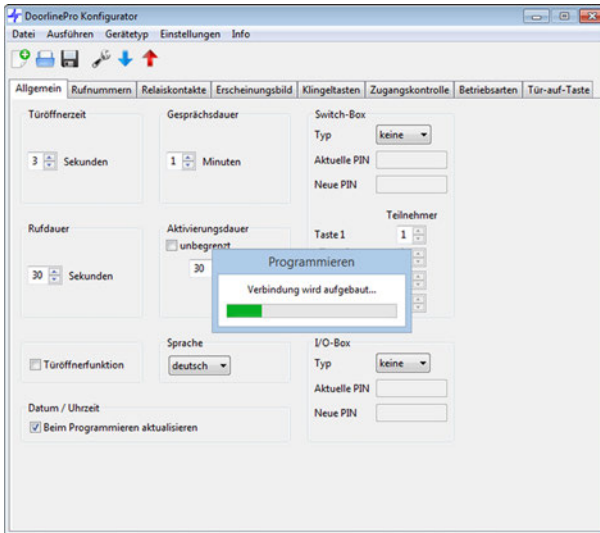 DoorlinePro Konfigurator
Datei Ausführen Gerätetyp Einstellungen Info
Allgemein Rufnummern Relaiskontakte Erscheinungsbild Klingeltasten Zugangskontrolle Betriebsarten Tür-auf-Taste
Türöffnerzeit
3 Sekunden
Gesprächsdauer
1 Minuten
Switch-Box
Typ keine
Aktuelle PIN
Neue PIN
Teilnehmer
Taste 1 1
Rufdauer
30 Sekunden
Aktivierungsdauer
unbegrenzt
30
Programmieren
Verbindung wird aufgebaut...
Türöffnerfunktion
Sprache
deutsch
I/O-Box
Typ keine
Aktuelle PIN
Neue PIN
Datum / Uhrzeit
Beim Programmieren aktualisieren